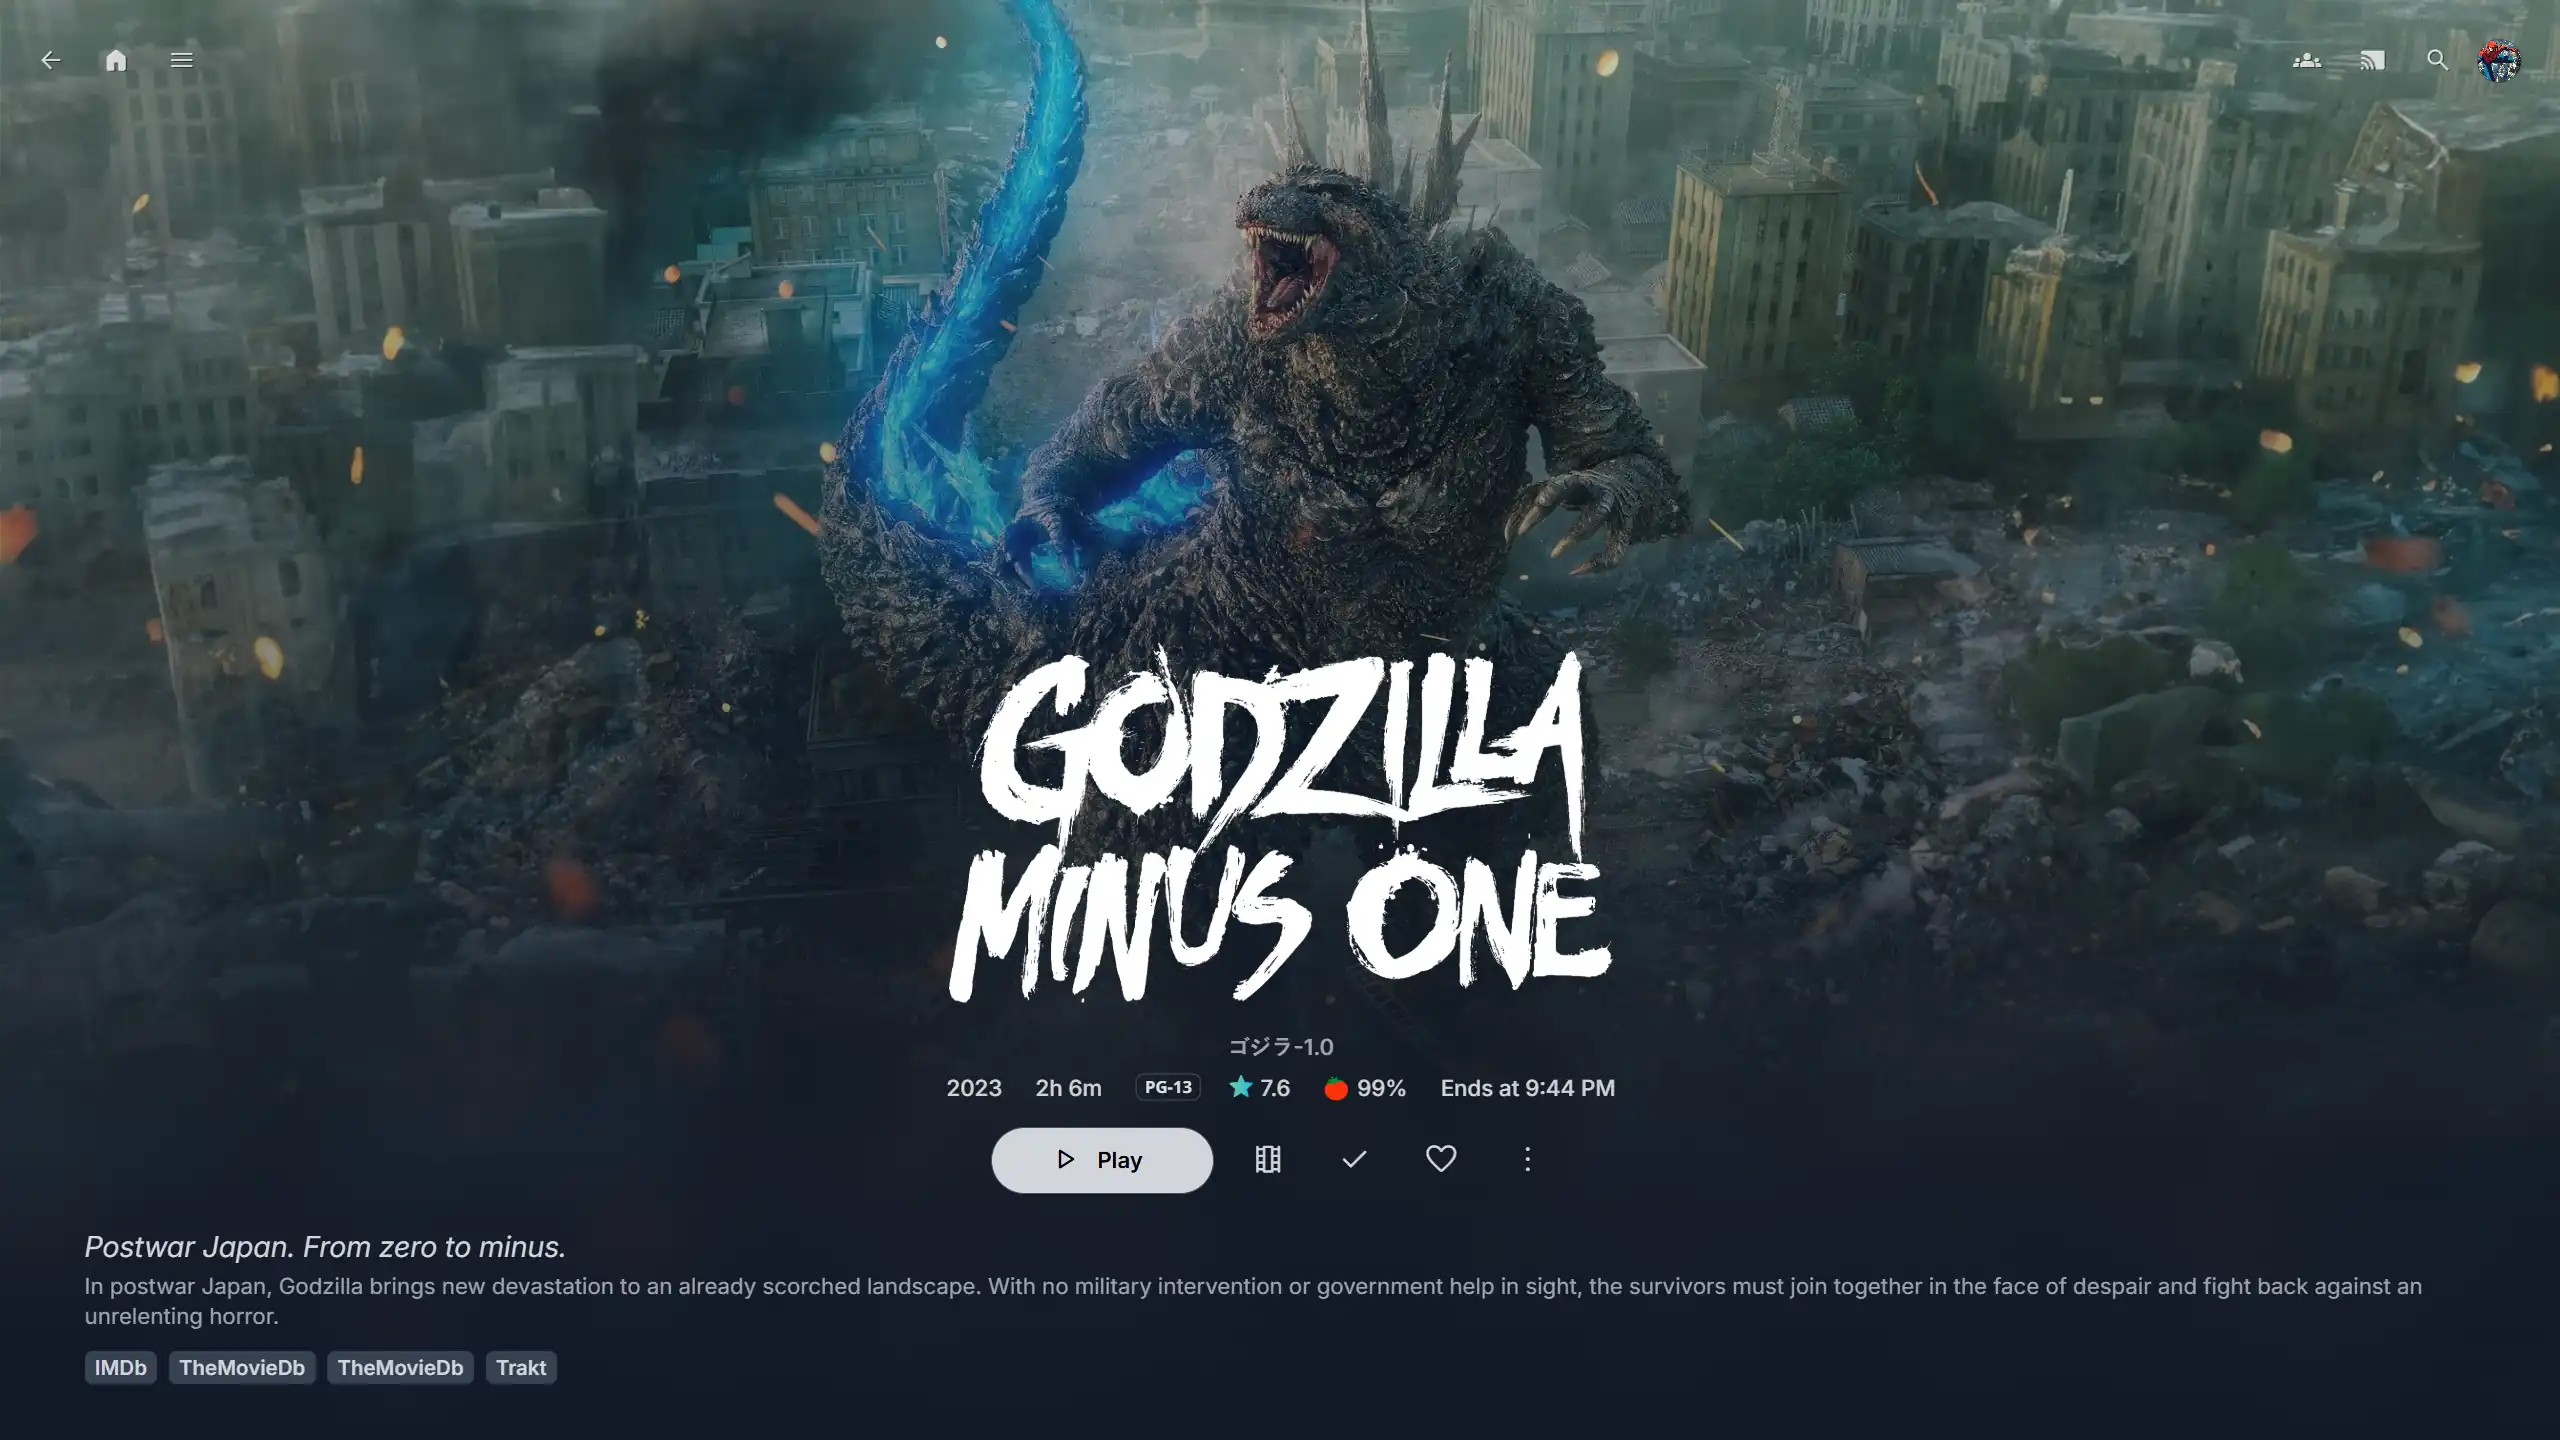 GODZILLA
MINUS ONE
ゴジラ-1.0
2023 2h 6m PG-13 7.6 99% Ends at 9:44 PM
Play
Postwar Japan. From zero to minus.
In postwar Japan, Godzilla brings new devastation to an already scorched landscape. With no military intervention or government help in sight, the survivors must join together in the face of despair and fight back against an
unrelenting horror.
IMDb TheMovieDb TheMovieDb Trakt